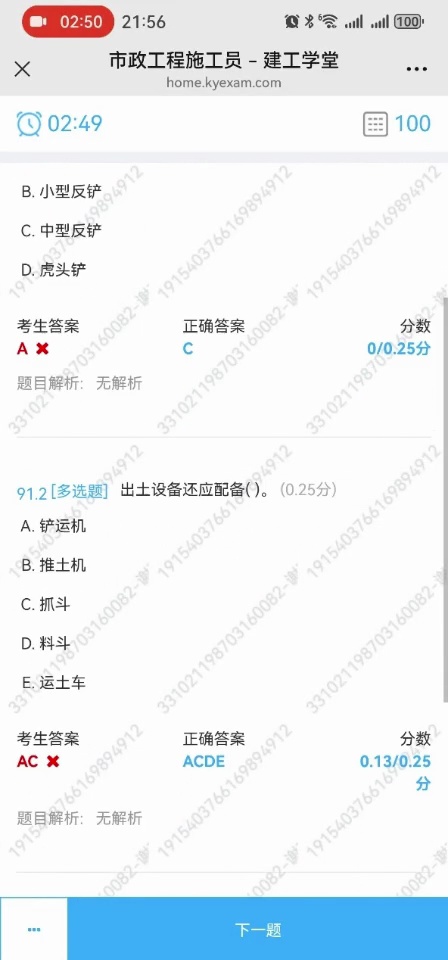 02:50 21:56 100
市政工程施工员 – 建工学堂
home.kyexam.com
02:49 100
B. 小型反铲
C. 中型反铲
D. 虎头铲
考生答案 正确答案 分数
A C 0/0.25分
题目解析: 无解析
91.2 [多选题] 出土设备还应配备( )。 (0.25分)
A. 铲运机
B. 推土机
C. 抓斗
D. 料斗
E. 运土车
考生答案 正确答案 分数
AC ACDE 0.13/0.25
分
题目解析: 无解析
下一题